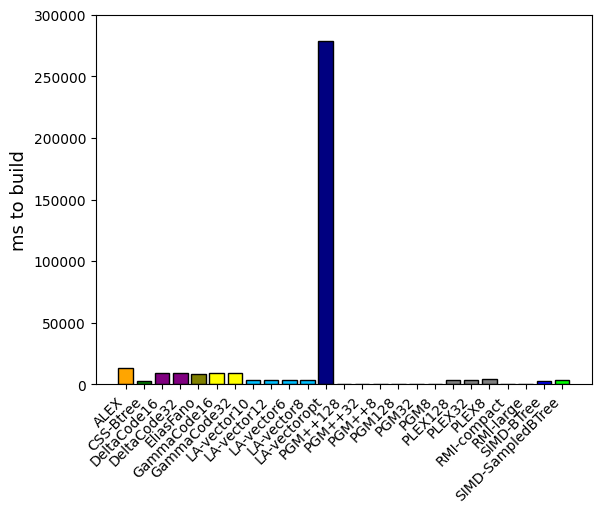 300000
250000
200000
150000
100000
50000
0
ms to build
ALEX
CSS-Btree
DeltaCode16
DeltaCode32
EliasFano
GammaCode16
GammaCode32
LA-vector10
LA-vector12
LA-vector6
LA-vector8
LA-vectoropt
PGM++128
PGM++32
PGM++8
PGM128
PGM32
PGM8
PLEX128
PLEX32
PLEX8
RMI-compact
RMI-large
SIMD-BTree
SIMD-SampledBTree